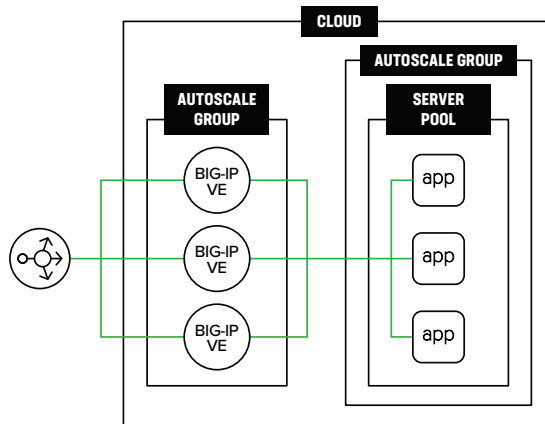 CLOUD
AUTOSCALE GROUP
AUTOSCALE
GROUP
SERVER
POOL
BIG-IP
VE
app
BIG-IP
VE
app
BIG-IP
VE
app